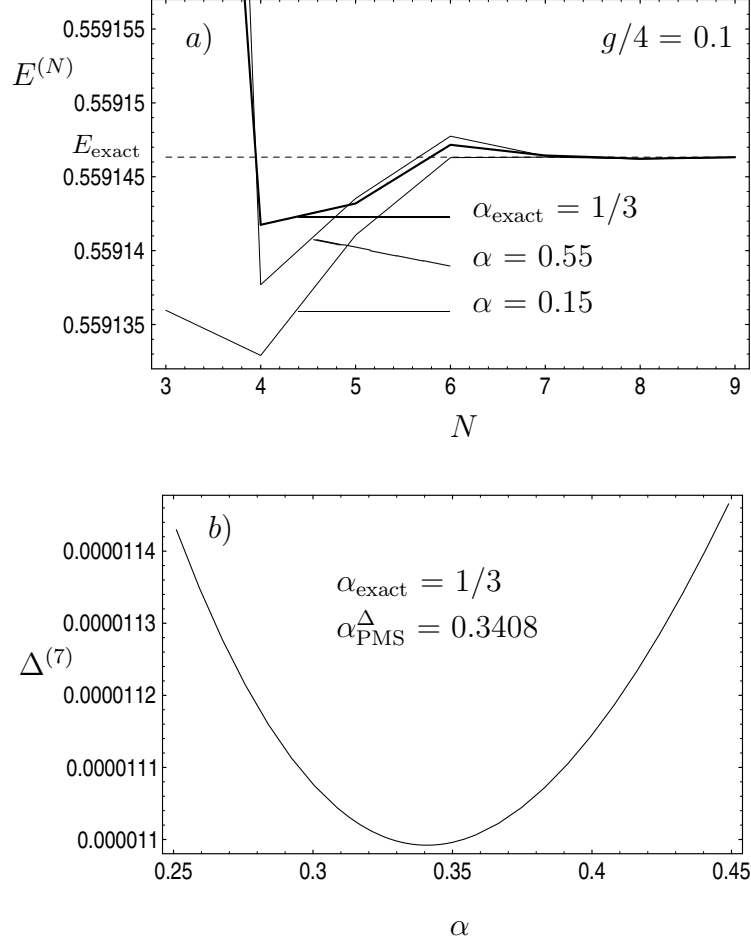 a)
g/4 = 0.1
E^(N)
0.559155
0.55915
E_exact
0.559145
0.55914
0.559135
α_exact = 1/3
α = 0.55
α = 0.15
3 4 5 6 7 8 9
N
b)
α_exact = 1/3
α^Δ_PMS = 0.3408
Δ^(7)
0.0000114
0.0000113
0.0000112
0.0000111
0.000011
0.25 0.3 0.35 0.4 0.45
α